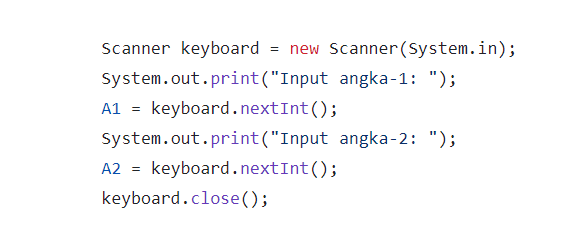 Scanner keyboard = new Scanner(System.in);
System.out.print("Input angka-1: ");
A1 = keyboard.nextInt();
System.out.print("Input angka-2: ");
A2 = keyboard.nextInt();
keyboard.close();